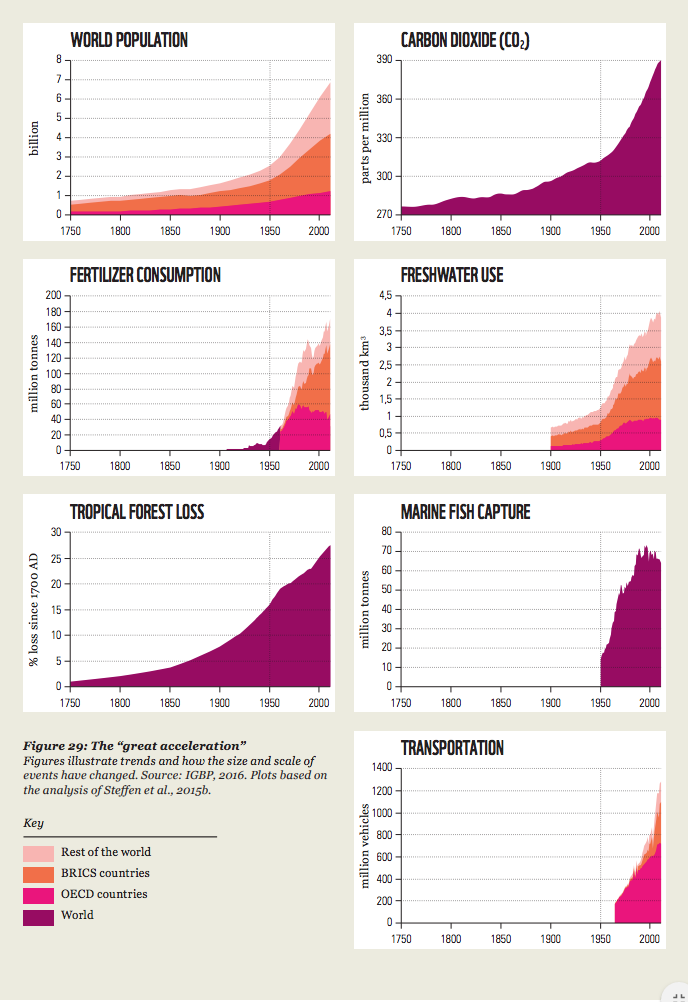 WORLD POPULATION
8
7
6
5
4
3
2
1
0
billion
1750 1800 1850 1900 1950 2000
CARBON DIOXIDE (CO₂)
390
360
330
300
270
parts per million
1750 1800 1850 1900 1950 2000
FERTILIZER CONSUMPTION
200
180
160
140
120
100
80
60
40
20
0
million tonnes
1750 1800 1850 1900 1950 2000
FRESHWATER USE
4,5
4
3,5
3
2,5
2
1,5
1
0,5
0
thousand km³
1750 1800 1850 1900 1950 2000
TROPICAL FOREST LOSS
30
25
20
15
10
5
0
% loss since 1700 AD
1750 1800 1850 1900 1950 2000
MARINE FISH CAPTURE
80
70
60
50
40
30
20
10
0
million tonnes
1750 1800 1850 1900 1950 2000
Figure 29: The “great acceleration”
Figures illustrate trends and how the size and scale of
events have changed. Source: IGBP, 2016. Plots based on
the analysis of Steffen et al., 2015b.
Key
Rest of the world
BRICS countries
OECD countries
World
TRANSPORTATION
1400
1200
1000
800
600
400
200
0
million vehicles
1750 1800 1850 1900 1950 2000